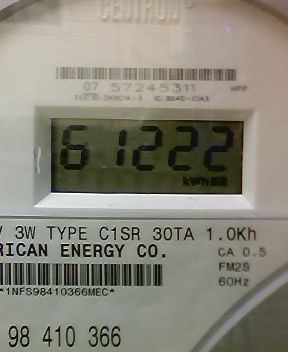 CENTRON®
07 57245311
61222
kWh
V 3W TYPE C1SR 30TA 1.0Kh
RICAN ENERGY CO.
CA 0.5
FM2S
*1NFS98410366MEC*
60Hz
98 410 366